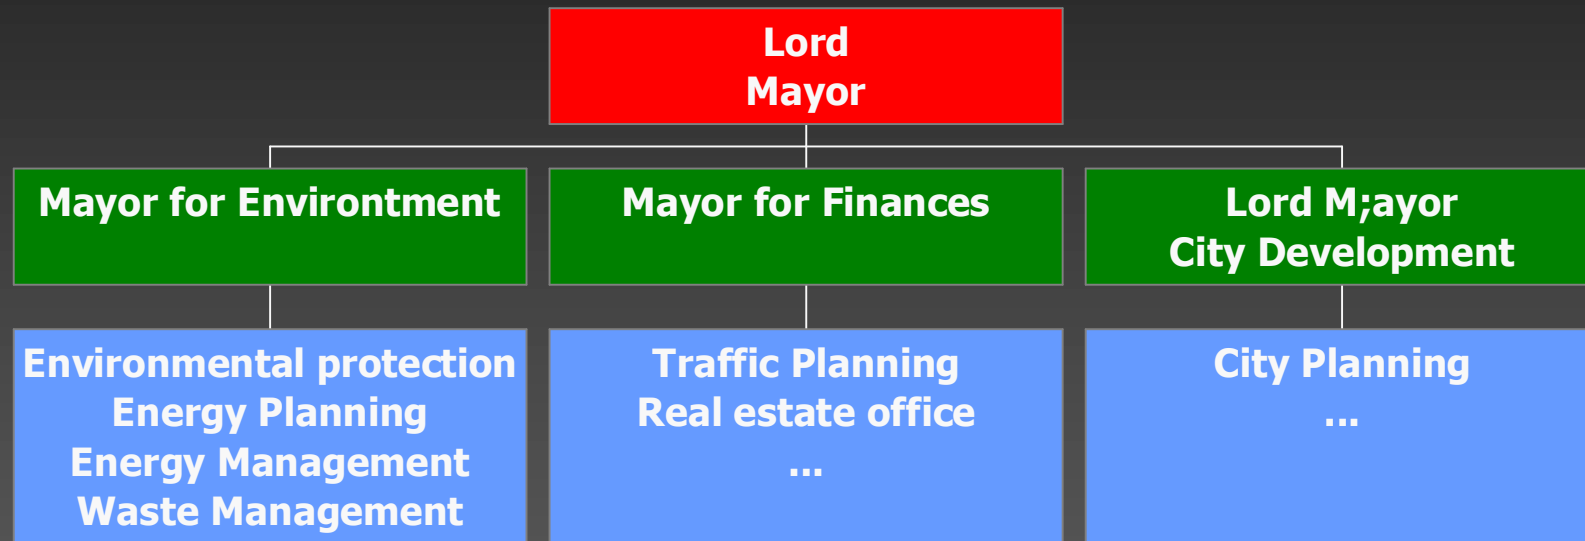 Lord
Mayor
Mayor for Environtment
Mayor for Finances
Lord M;ayor
City Development
Environmental protection
Energy Planning
Energy Management
Waste Management
Traffic Planning
Real estate office
...
City Planning
...